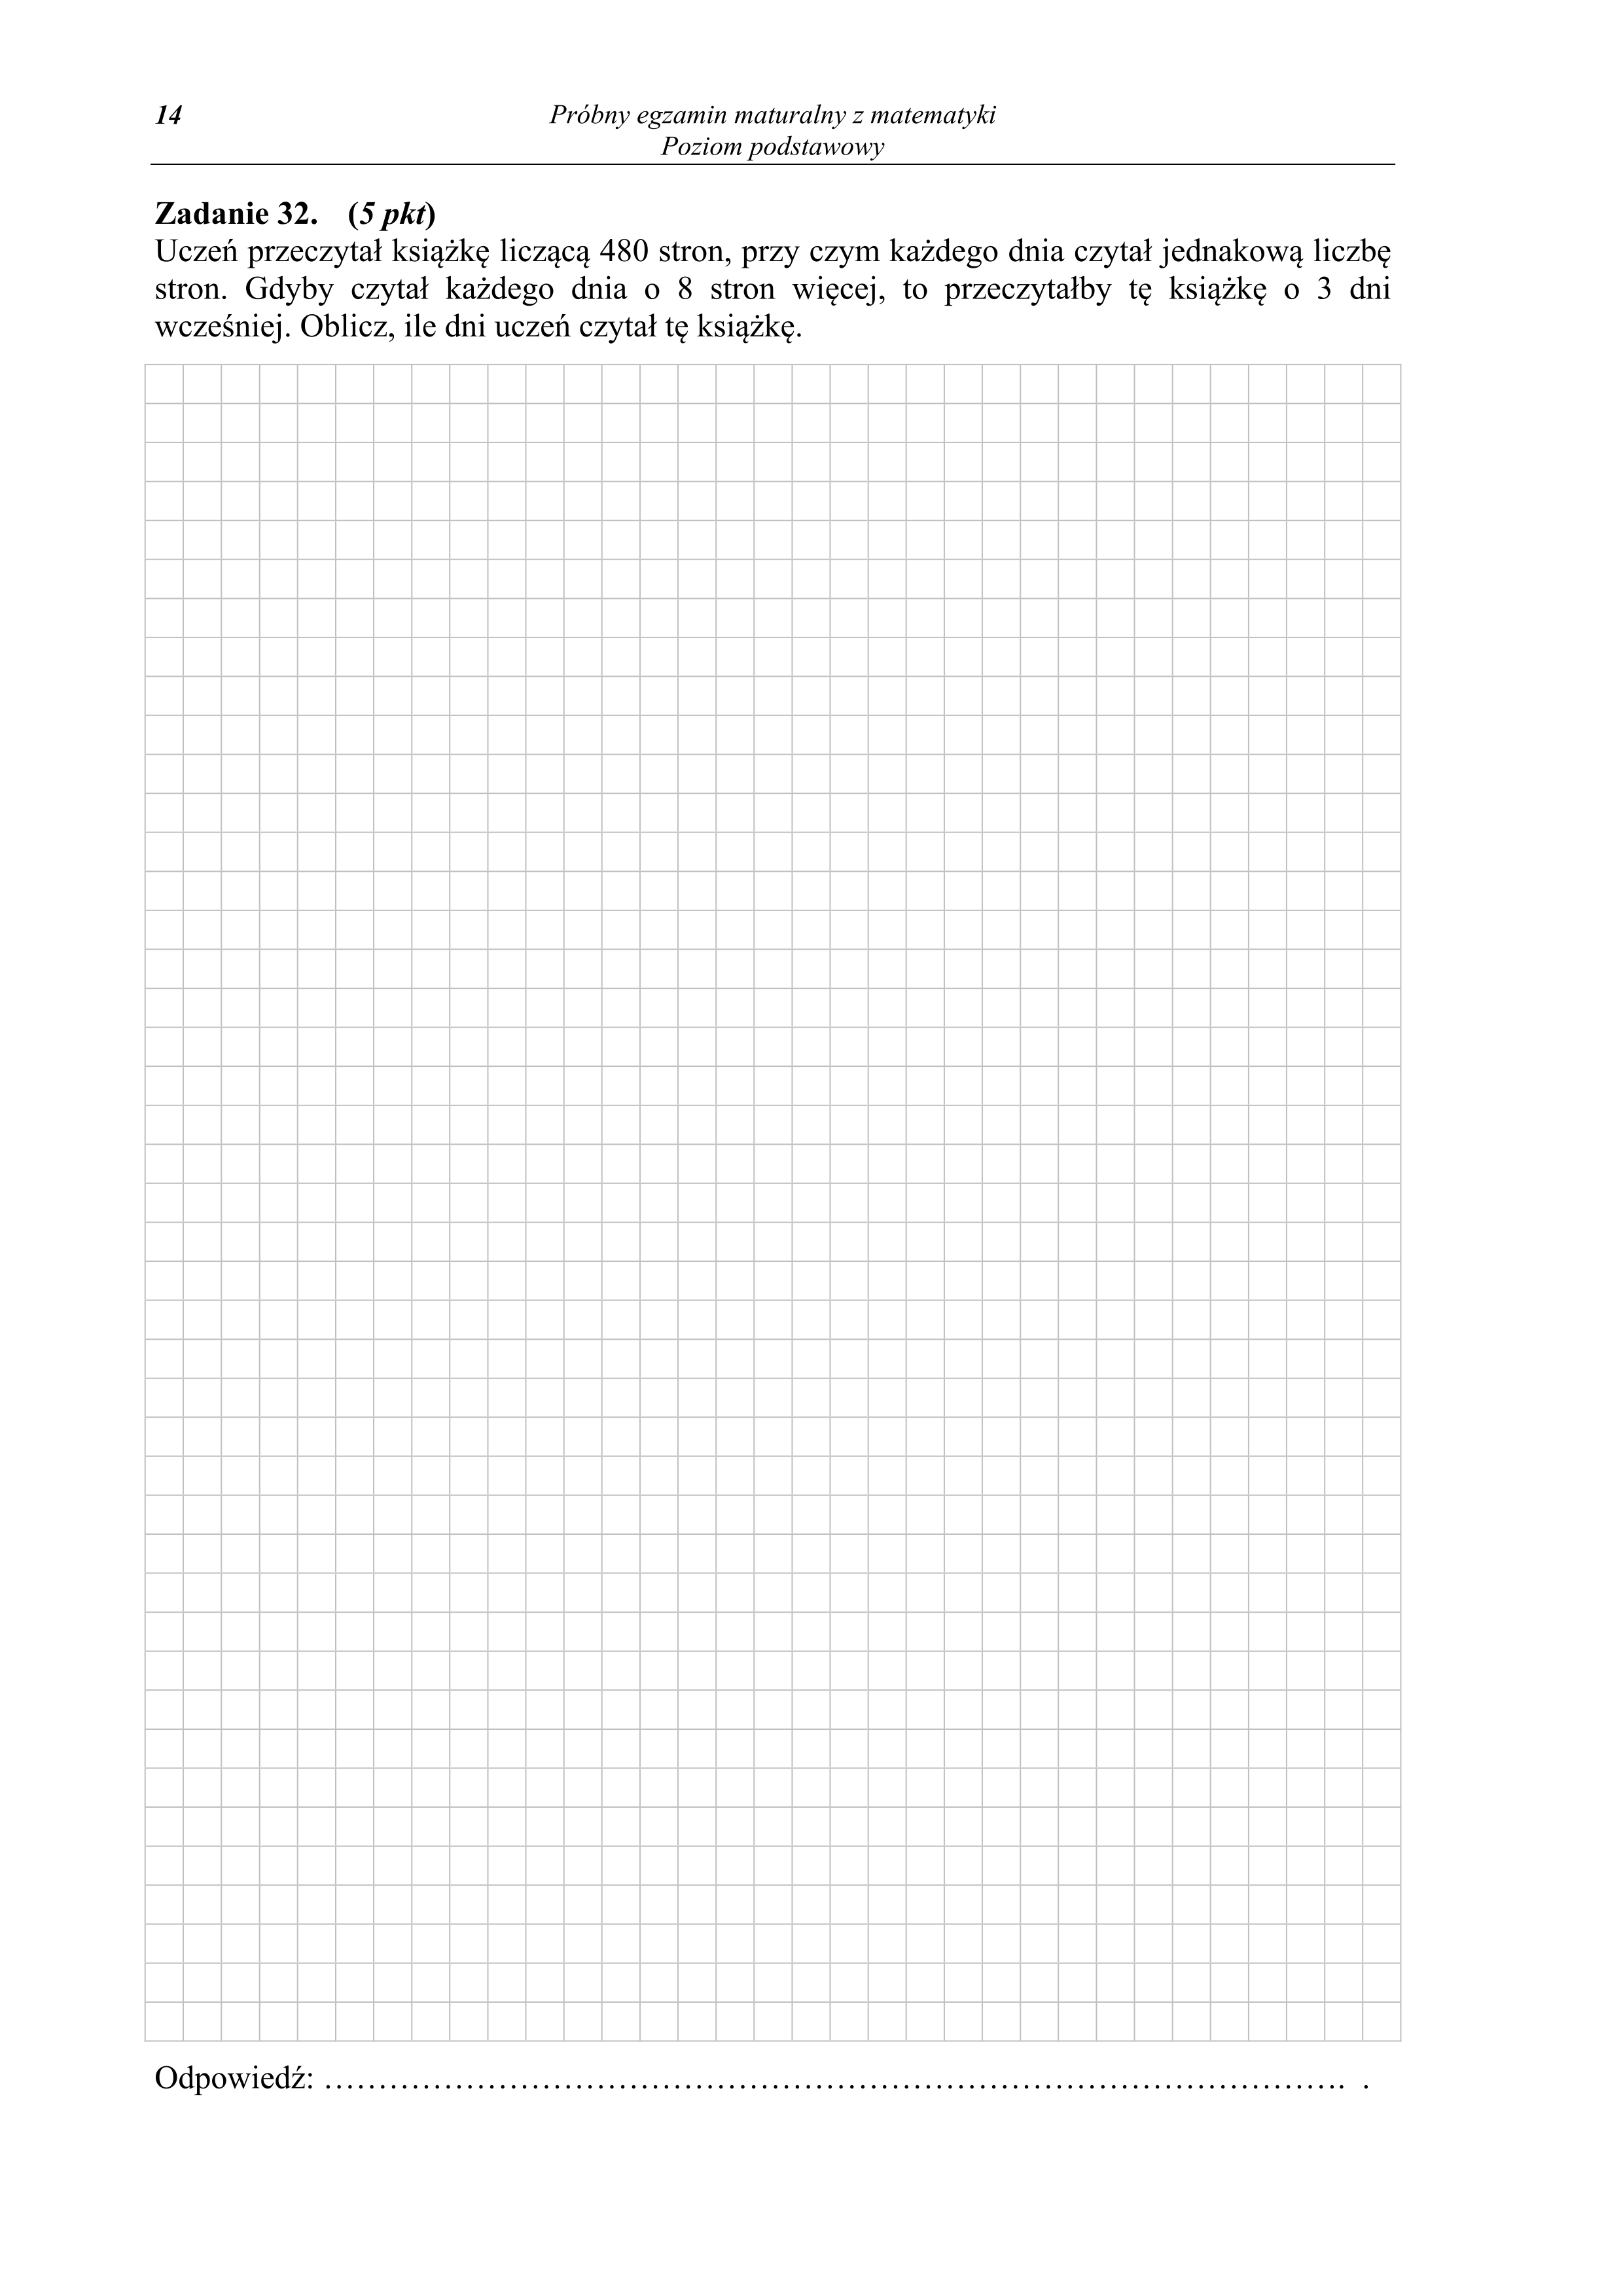 14
Próbny egzamin maturalny z matematyki
Poziom podstawowy
Zadanie 32. (5 pkt)
Uczeń przeczytał książkę liczącą 480 stron, przy czym każdego dnia czytał jednakową liczbę
stron. Gdyby czytał każdego dnia o 8 stron więcej, to przeczytałby tę książkę o 3 dni
wcześniej. Oblicz, ile dni uczeń czytał tę książkę.
Odpowiedź: …………………………………………………………………………………….. .